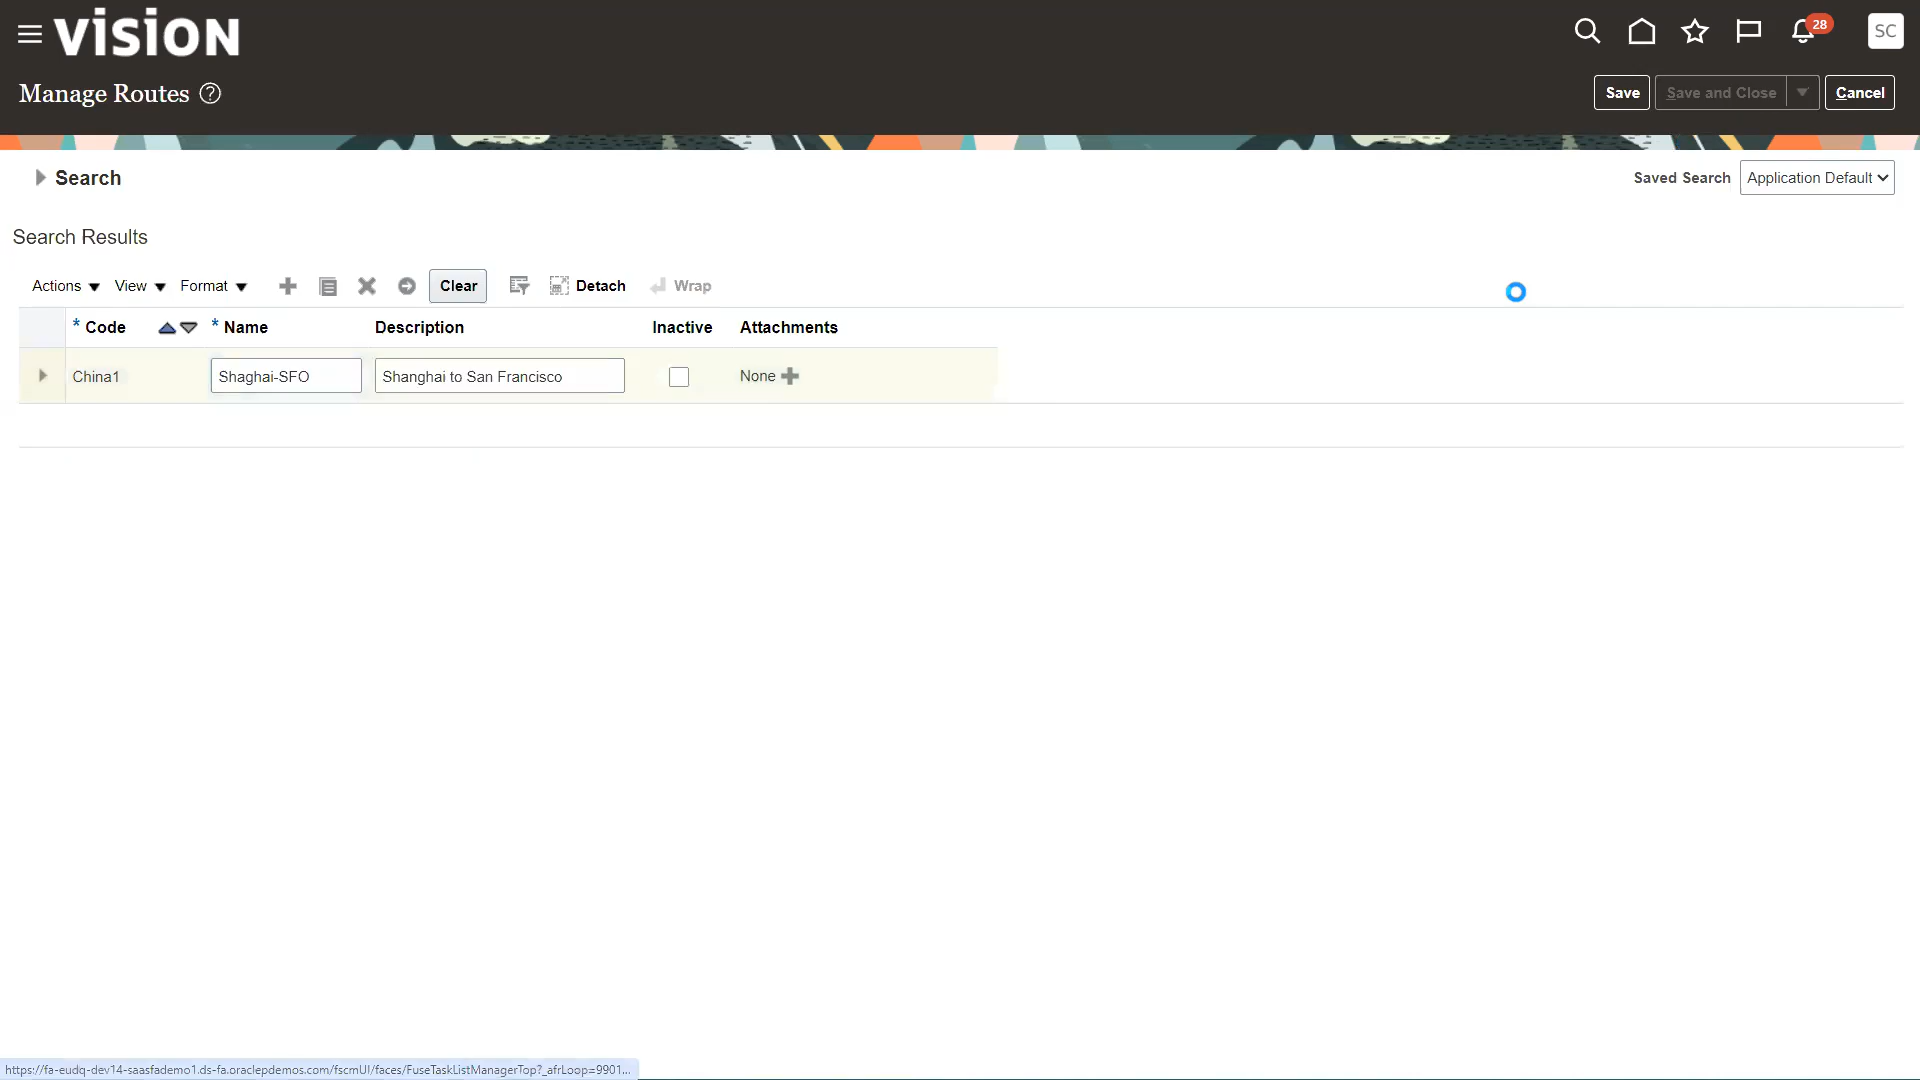 vision
28
SC
Manage Routes ?
Save
Save and Close
Cancel
Search
Saved Search
Application Default
Search Results
Actions
View
Format
Clear
Detach
Wrap
* Code
* Name
Description
Inactive
Attachments
China1
Shaghai-SFO
Shanghai to San Francisco
None
https://fa-eudq-dev14-saasfademo1.ds-fa.oraclepdemos.com/fscmUI/faces/FuseTaskListManagerTop?_afrLoop=9901...